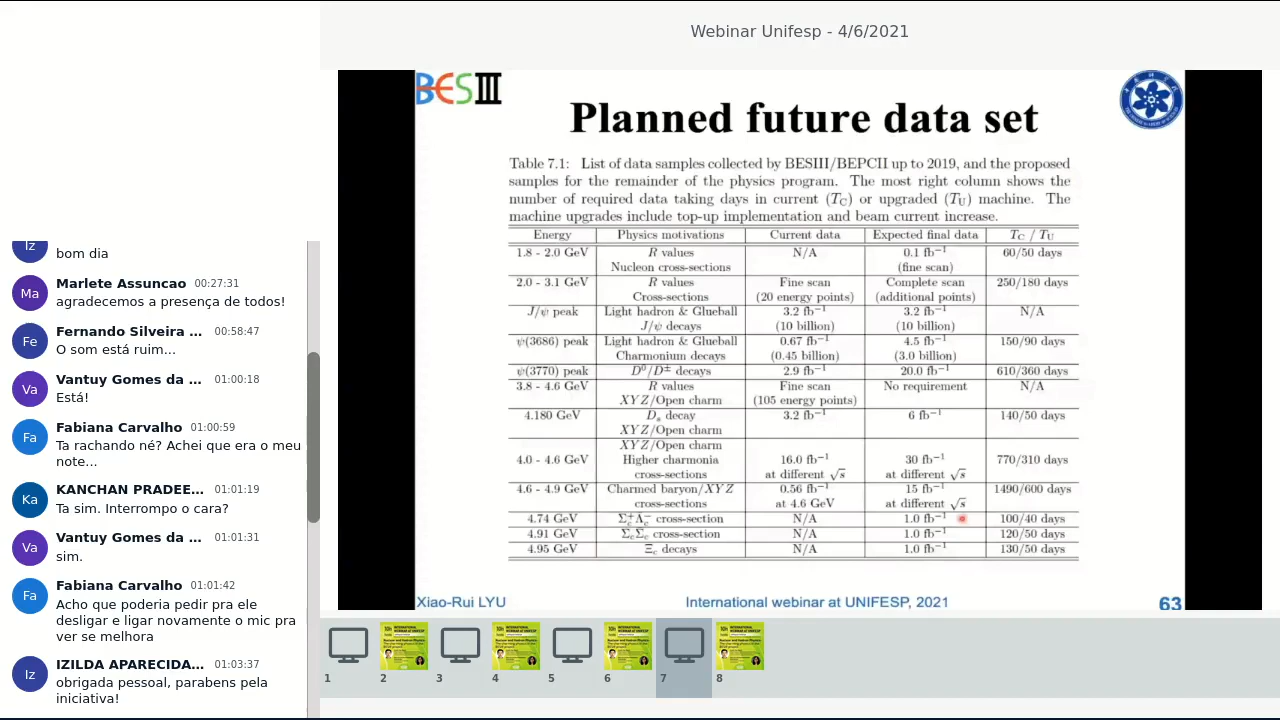 Webinar Unifesp - 4/6/2021
Iz
bom dia
Ma
Marlete Assuncao 00:27:31
agradecemos a presença de todos!
Fe
Fernando Silveira ... 00:58:47
O som está ruim...
Va
Vantuy Gomes da ... 01:00:18
Está!
Fa
Fabiana Carvalho 01:00:59
Ta rachando né? Achei que era o meu
note...
Ka
KANCHAN PRADEE... 01:01:19
Ta sim. Interrompo o cara?
Va
Vantuy Gomes da ... 01:01:31
sim.
Fa
Fabiana Carvalho 01:01:42
Acho que poderia pedir pra ele
desligar e ligar novamente o mic pra
ver se melhora
Iz
IZILDA APARECIDA... 01:03:37
obrigada pessoal, parabens pela
iniciativa!
BESIII
Planned future data set
Table 7.1: List of data samples collected by BESIII/BEPCII up to 2019, and the proposed
samples for the remainder of the physics program. The most right column shows the
number of required data taking days in current (T_C) or upgraded (T_U) machine. The
machine upgrades include top-up implementation and beam current increase.
Energy Physics motivations Current data Expected final data T_C / T_U
1.8 - 2.0 GeV R values N/A 0.1 fb⁻¹ 60/50 days
Nucleon cross-sections (fine scan)
2.0 - 3.1 GeV R values Fine scan Complete scan 250/180 days
Cross-sections (20 energy points) (additional points)
J/ψ peak Light hadron & Glueball 3.2 fb⁻¹ 3.2 fb⁻¹ N/A
J/ψ decays (10 billion) (10 billion)
ψ(3686) peak Light hadron & Glueball 0.67 fb⁻¹ 4.5 fb⁻¹ 150/90 days
Charmonium decays (0.45 billion) (3.0 billion)
ψ(3770) peak D⁰/D± decays 2.9 fb⁻¹ 20.0 fb⁻¹ 610/360 days
3.8 - 4.6 GeV R values Fine scan No requirement N/A
XYZ/Open charm (105 energy points)
4.180 GeV D_s decay 3.2 fb⁻¹ 6 fb⁻¹ 140/50 days
XYZ/Open charm
XYZ/Open charm
4.0 - 4.6 GeV Higher charmonia 16.0 fb⁻¹ 30 fb⁻¹ 770/310 days
cross-sections at different √s at different √s
4.6 - 4.9 GeV Charmed baryon/XYZ 0.56 fb⁻¹ 15 fb⁻¹ 1490/600 days
cross-sections at 4.6 GeV at different √s
4.74 GeV Σ_c⁺Λ̄_c⁻ cross-section N/A 1.0 fb⁻¹ 100/40 days
4.91 GeV Σ_cΣ̄_c cross-section N/A 1.0 fb⁻¹ 120/50 days
4.95 GeV Ξ_c decays N/A 1.0 fb⁻¹ 130/50 days
Xiao-Rui LYU International webinar at UNIFESP, 2021 63
1 2 3 4 5 6 7 8